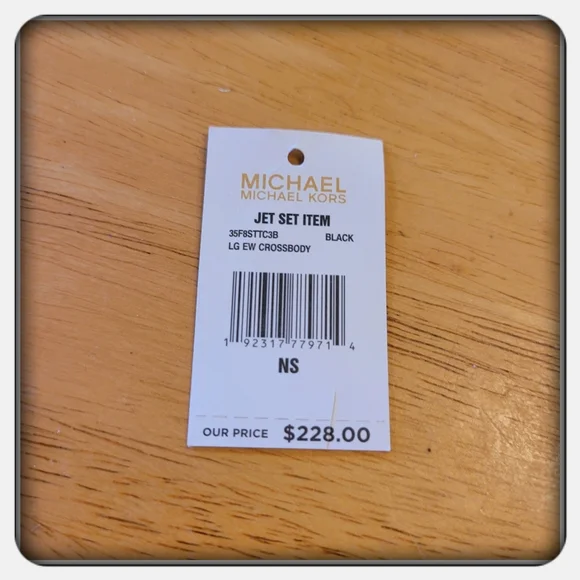 MICHAEL
MICHAEL KORS
JET SET ITEM
35F8STTC3B BLACK
LG EW CROSSBODY
1 92317 77971 4
NS
OUR PRICE $228.00